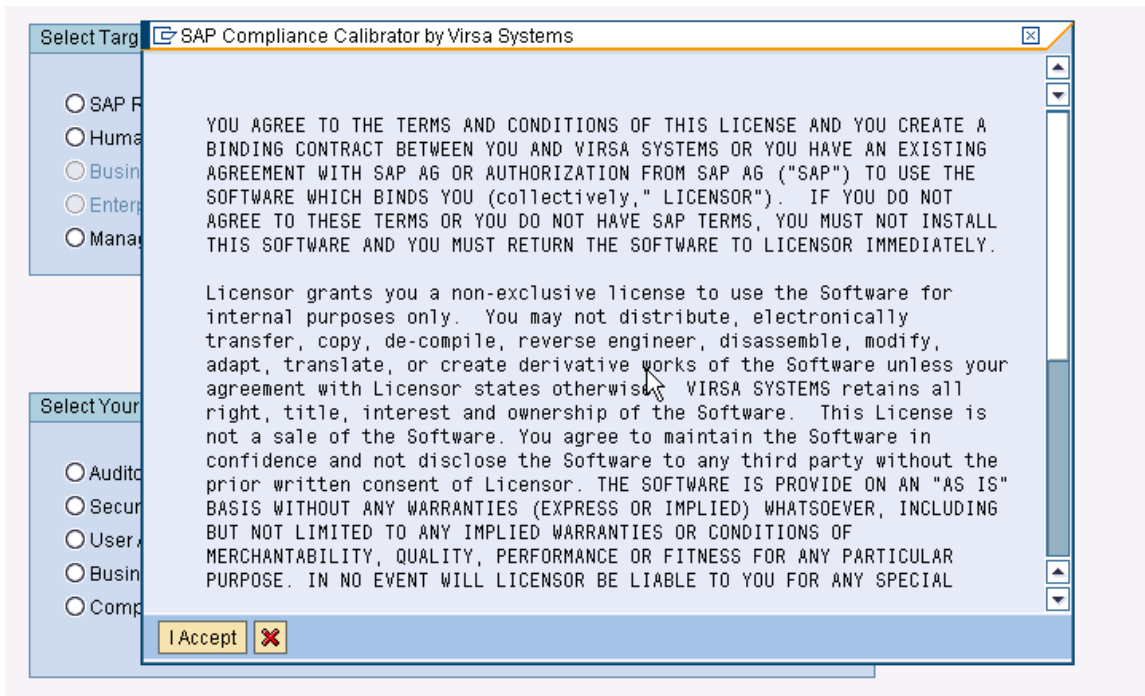 Select Targ
SAP Compliance Calibrator by Virsa Systems
SAP R
Huma
Busin
Enterp
Manag
YOU AGREE TO THE TERMS AND CONDITIONS OF THIS LICENSE AND YOU CREATE A
BINDING CONTRACT BETWEEN YOU AND VIRSA SYSTEMS OR YOU HAVE AN EXISTING
AGREEMENT WITH SAP AG OR AUTHORIZATION FROM SAP AG ("SAP") TO USE THE
SOFTWARE WHICH BINDS YOU (collectively," LICENSOR").  IF YOU DO NOT
AGREE TO THESE TERMS OR YOU DO NOT HAVE SAP TERMS, YOU MUST NOT INSTALL
THIS SOFTWARE AND YOU MUST RETURN THE SOFTWARE TO LICENSOR IMMEDIATELY.
Licensor grants you a non-exclusive license to use the Software for
internal purposes only.  You may not distribute, electronically
transfer, copy, de-compile, reverse engineer, disassemble, modify,
adapt, translate, or create derivative works of the Software unless your
agreement with Licensor states otherwise.  VIRSA SYSTEMS retains all
right, title, interest and ownership of the Software.  This License is
not a sale of the Software. You agree to maintain the Software in
confidence and not disclose the Software to any third party without the
prior written consent of Licensor. THE SOFTWARE IS PROVIDE ON AN "AS IS"
BASIS WITHOUT ANY WARRANTIES (EXPRESS OR IMPLIED) WHATSOEVER, INCLUDING
BUT NOT LIMITED TO ANY IMPLIED WARRANTIES OR CONDITIONS OF
MERCHANTABILITY, QUALITY, PERFORMANCE OR FITNESS FOR ANY PARTICULAR
PURPOSE. IN NO EVENT WILL LICENSOR BE LIABLE TO YOU FOR ANY SPECIAL
Select Your
Audito
Secur
User
Busin
Comp
I Accept